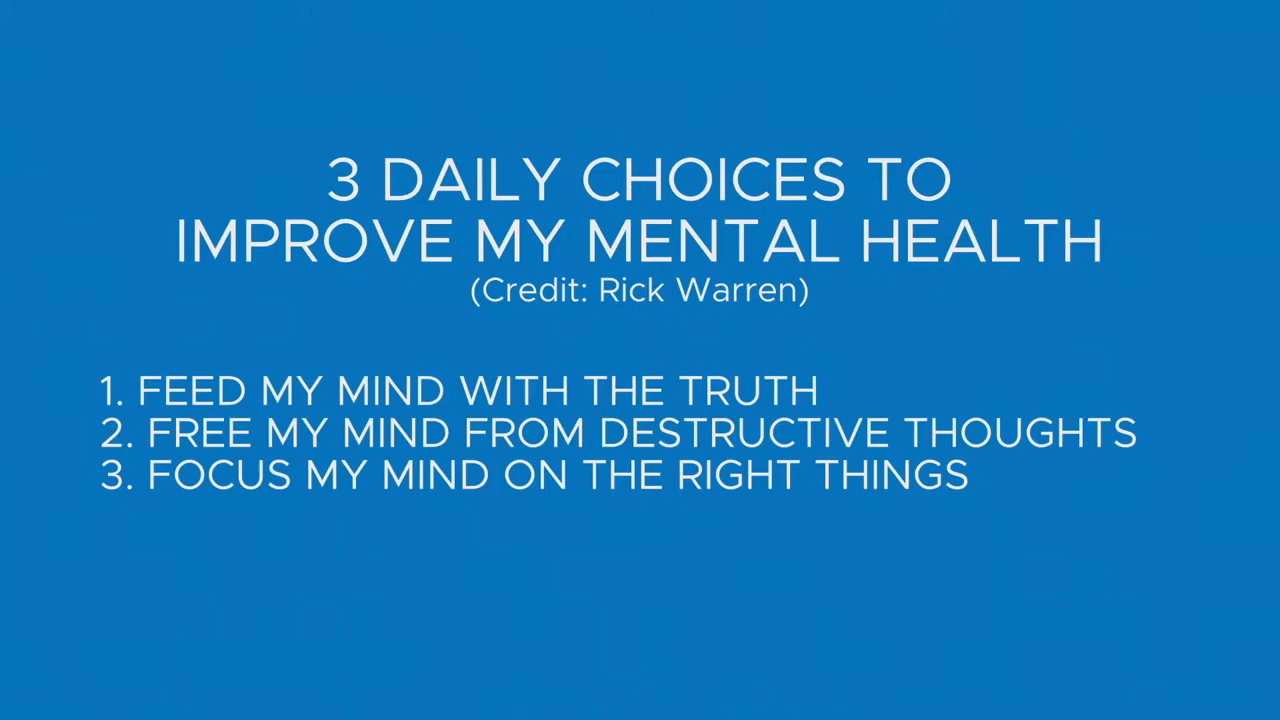 3 DAILY CHOICES TO
IMPROVE MY MENTAL HEALTH
(Credit: Rick Warren)
1. FEED MY MIND WITH THE TRUTH
2. FREE MY MIND FROM DESTRUCTIVE THOUGHTS
3. FOCUS MY MIND ON THE RIGHT THINGS